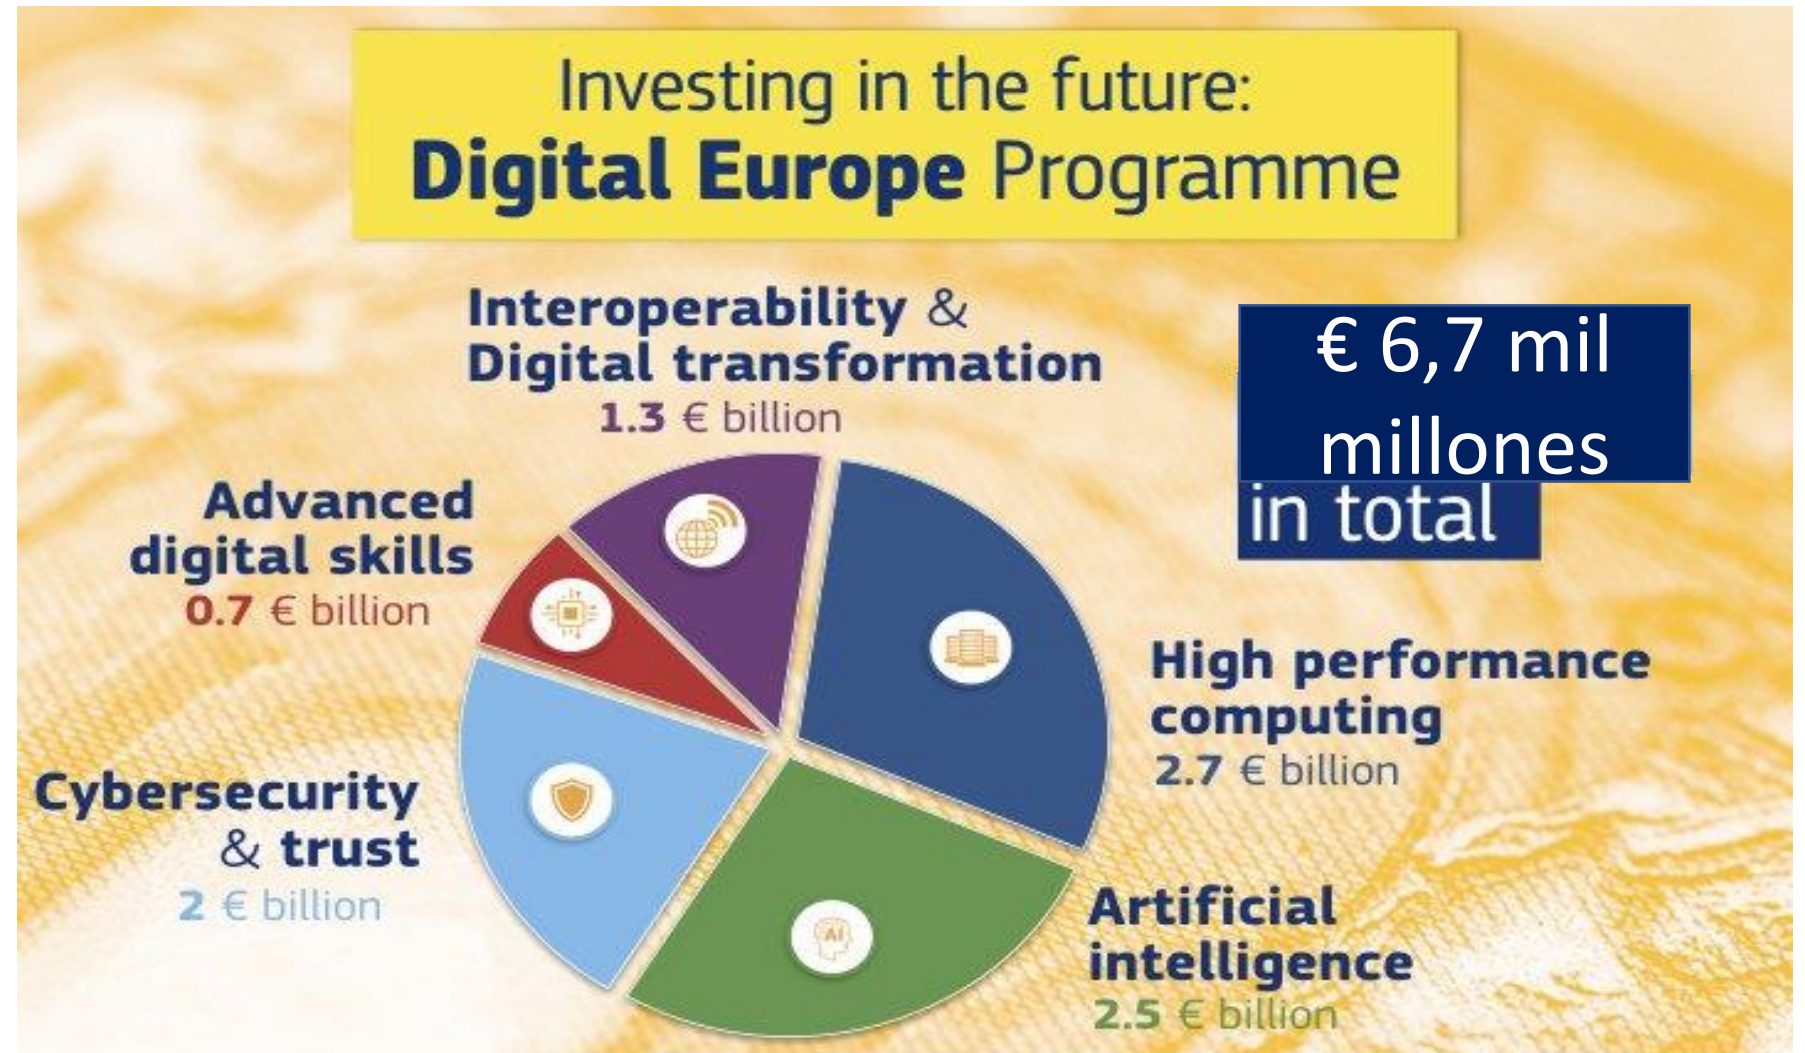 Investing in the future:
Digital Europe Programme
Interoperability &
Digital transformation
1.3 € billion
€ 6,7 mil
millones
in total
Advanced
digital skills
0.7 € billion
High performance
computing
2.7 € billion
Cybersecurity
& trust
2 € billion
Artificial
intelligence
2.5 € billion
AI